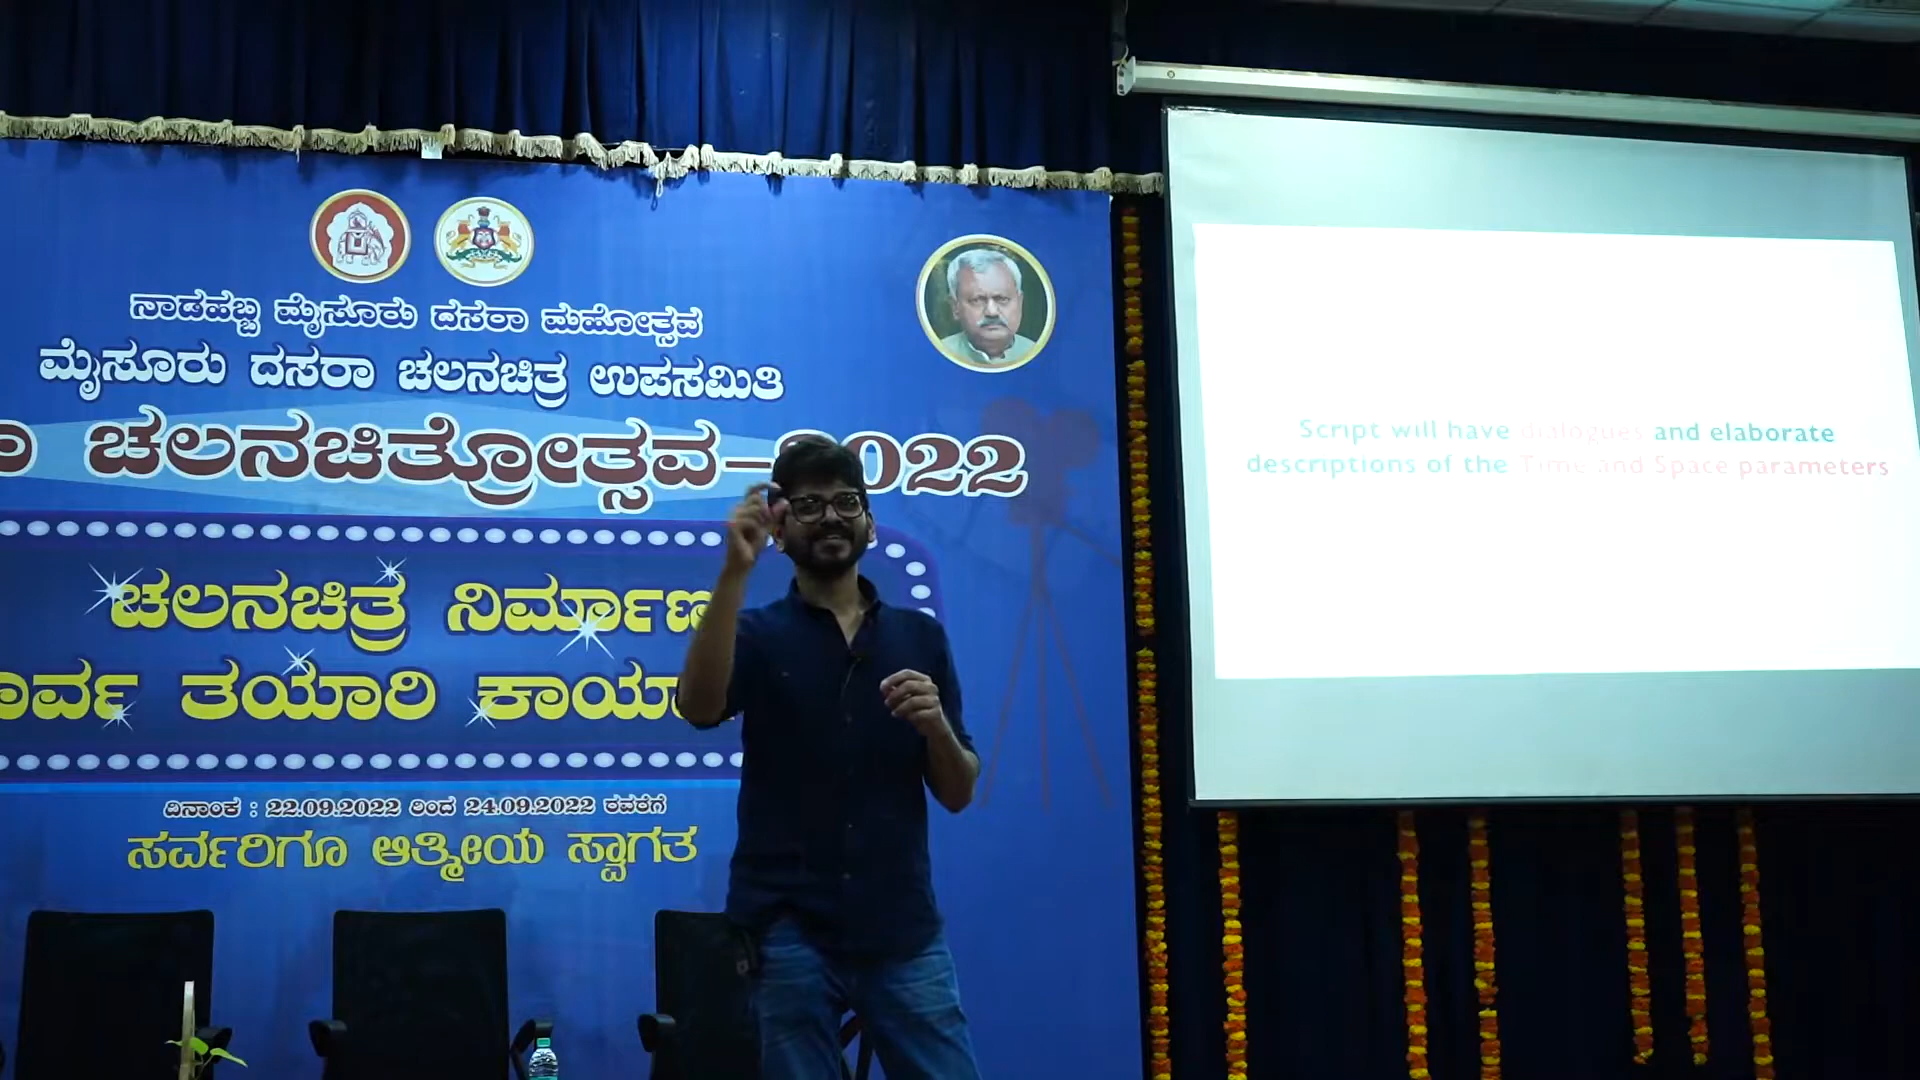 ನಾಡಹಬ್ಬ ಮೈಸೂರು ದಸರಾ ಮಹೋತ್ಸವ
ಮೈಸೂರು ದಸರಾ ಚಲನಚಿತ್ರ ಉಪಸಮಿತಿ
ಚಲನಚಿತ್ರೋತ್ಸವ-2022
ಚಲನಚಿತ್ರ ನಿರ್ಮಾಣ
ತಯಾರಿ
ದಿನಾಂಕ : 22.09.2022 ರಿಂದ 24.09.2022 ರವರೆಗೆ
ಸರ್ವರಿಗೂ ಆತ್ಮೀಯ ಸ್ವಾಗತ
Script will have dialogues and elaborate
descriptions of the Time and Space parameters